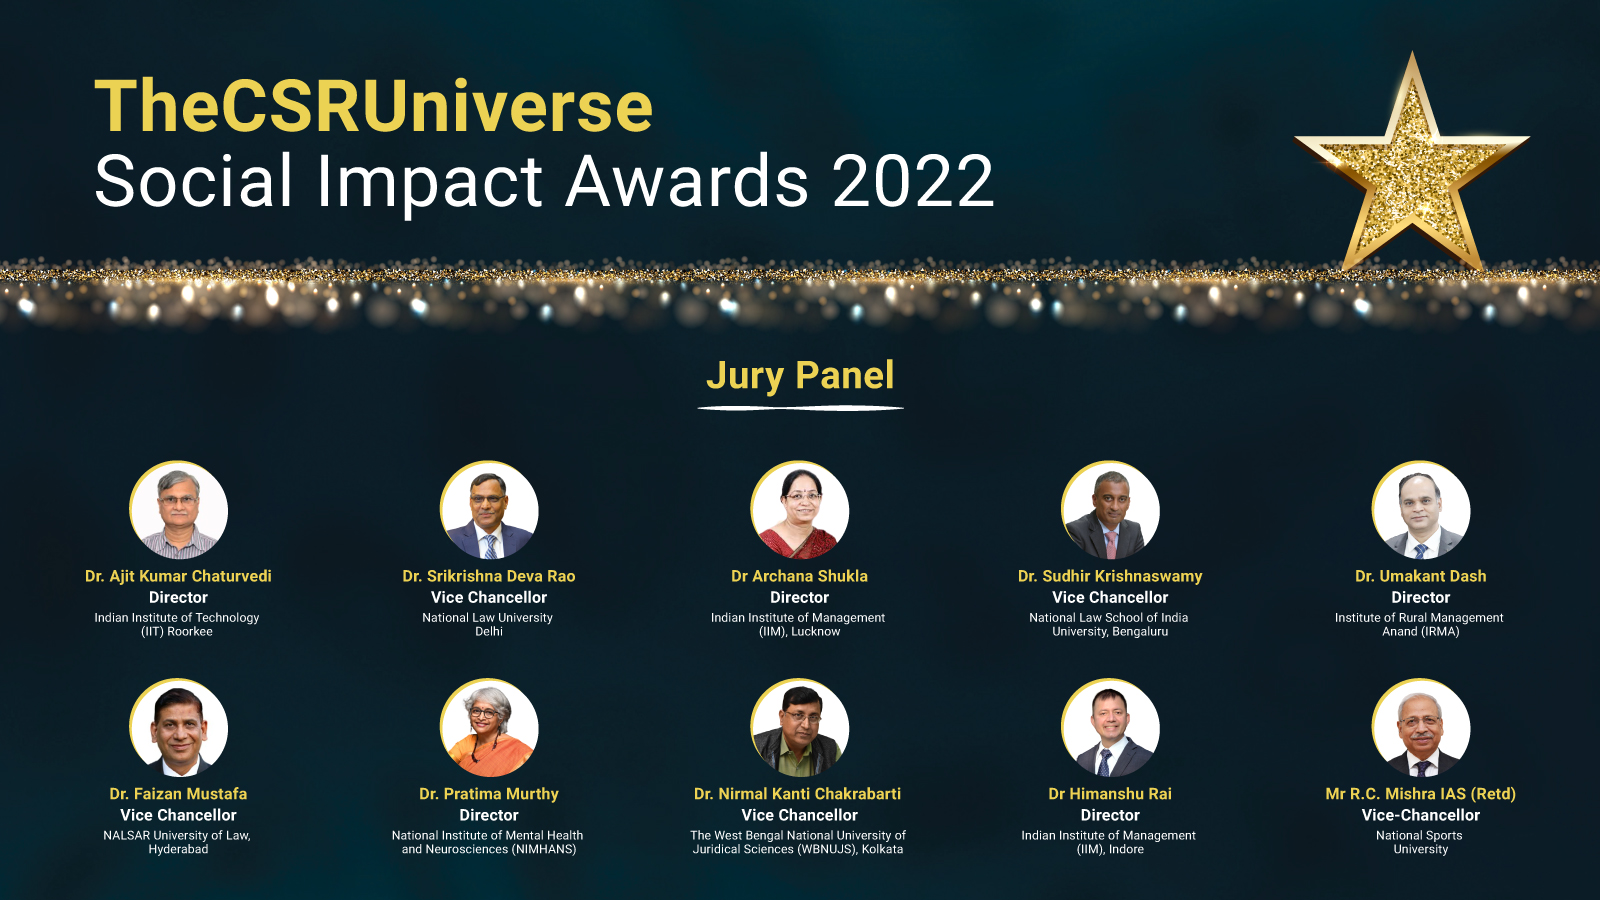 TheCSRUniverse
Social Impact Awards 2022
Jury Panel
Dr. Ajit Kumar Chaturvedi
Director
Indian Institute of Technology
(IIT) Roorkee
Dr. Srikrishna Deva Rao
Vice Chancellor
National Law University
Delhi
Dr Archana Shukla
Director
Indian Institute of Management
(IIM), Lucknow
Dr. Sudhir Krishnaswamy
Vice Chancellor
National Law School of India
University, Bengaluru
Dr. Umakant Dash
Director
Institute of Rural Management
Anand (IRMA)
Dr. Faizan Mustafa
Vice Chancellor
NALSAR University of Law,
Hyderabad
Dr. Pratima Murthy
Director
National Institute of Mental Health
and Neurosciences (NIMHANS)
Dr. Nirmal Kanti Chakrabarti
Vice Chancellor
The West Bengal National University of
Juridical Sciences (WBNUJS), Kolkata
Dr Himanshu Rai
Director
Indian Institute of Management
(IIM), Indore
Mr R.C. Mishra IAS (Retd)
Vice-Chancellor
National Sports
University